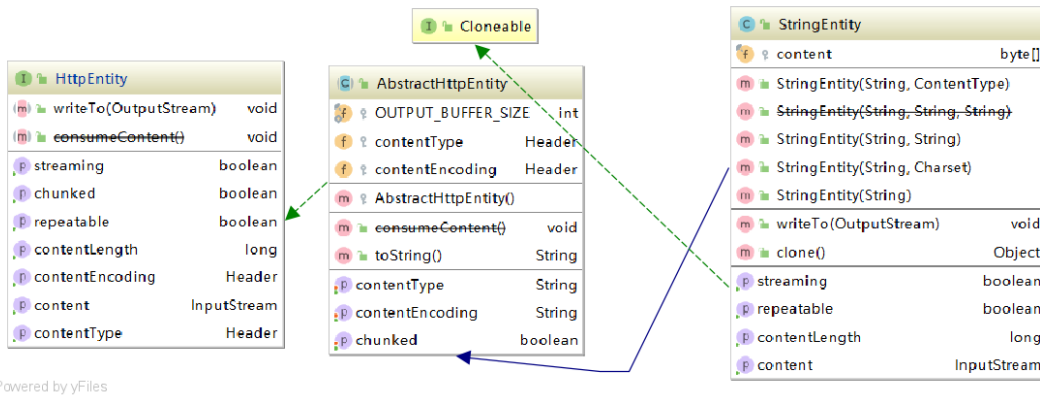 Cloneable
HttpEntity
writeTo(OutputStream) void
consumeContent() void
streaming boolean
chunked boolean
repeatable boolean
contentLength long
contentEncoding Header
content InputStream
contentType Header
AbstractHttpEntity
OUTPUT_BUFFER_SIZE int
contentType Header
contentEncoding Header
AbstractHttpEntity()
consumeContent() void
toString() String
contentType String
contentEncoding String
chunked boolean
StringEntity
content byte[]
StringEntity(String, ContentType)
StringEntity(String, String, String)
StringEntity(String, String)
StringEntity(String, Charset)
StringEntity(String)
writeTo(OutputStream) void
clone() Object
streaming boolean
repeatable boolean
contentLength long
content InputStream
Powered by yFiles